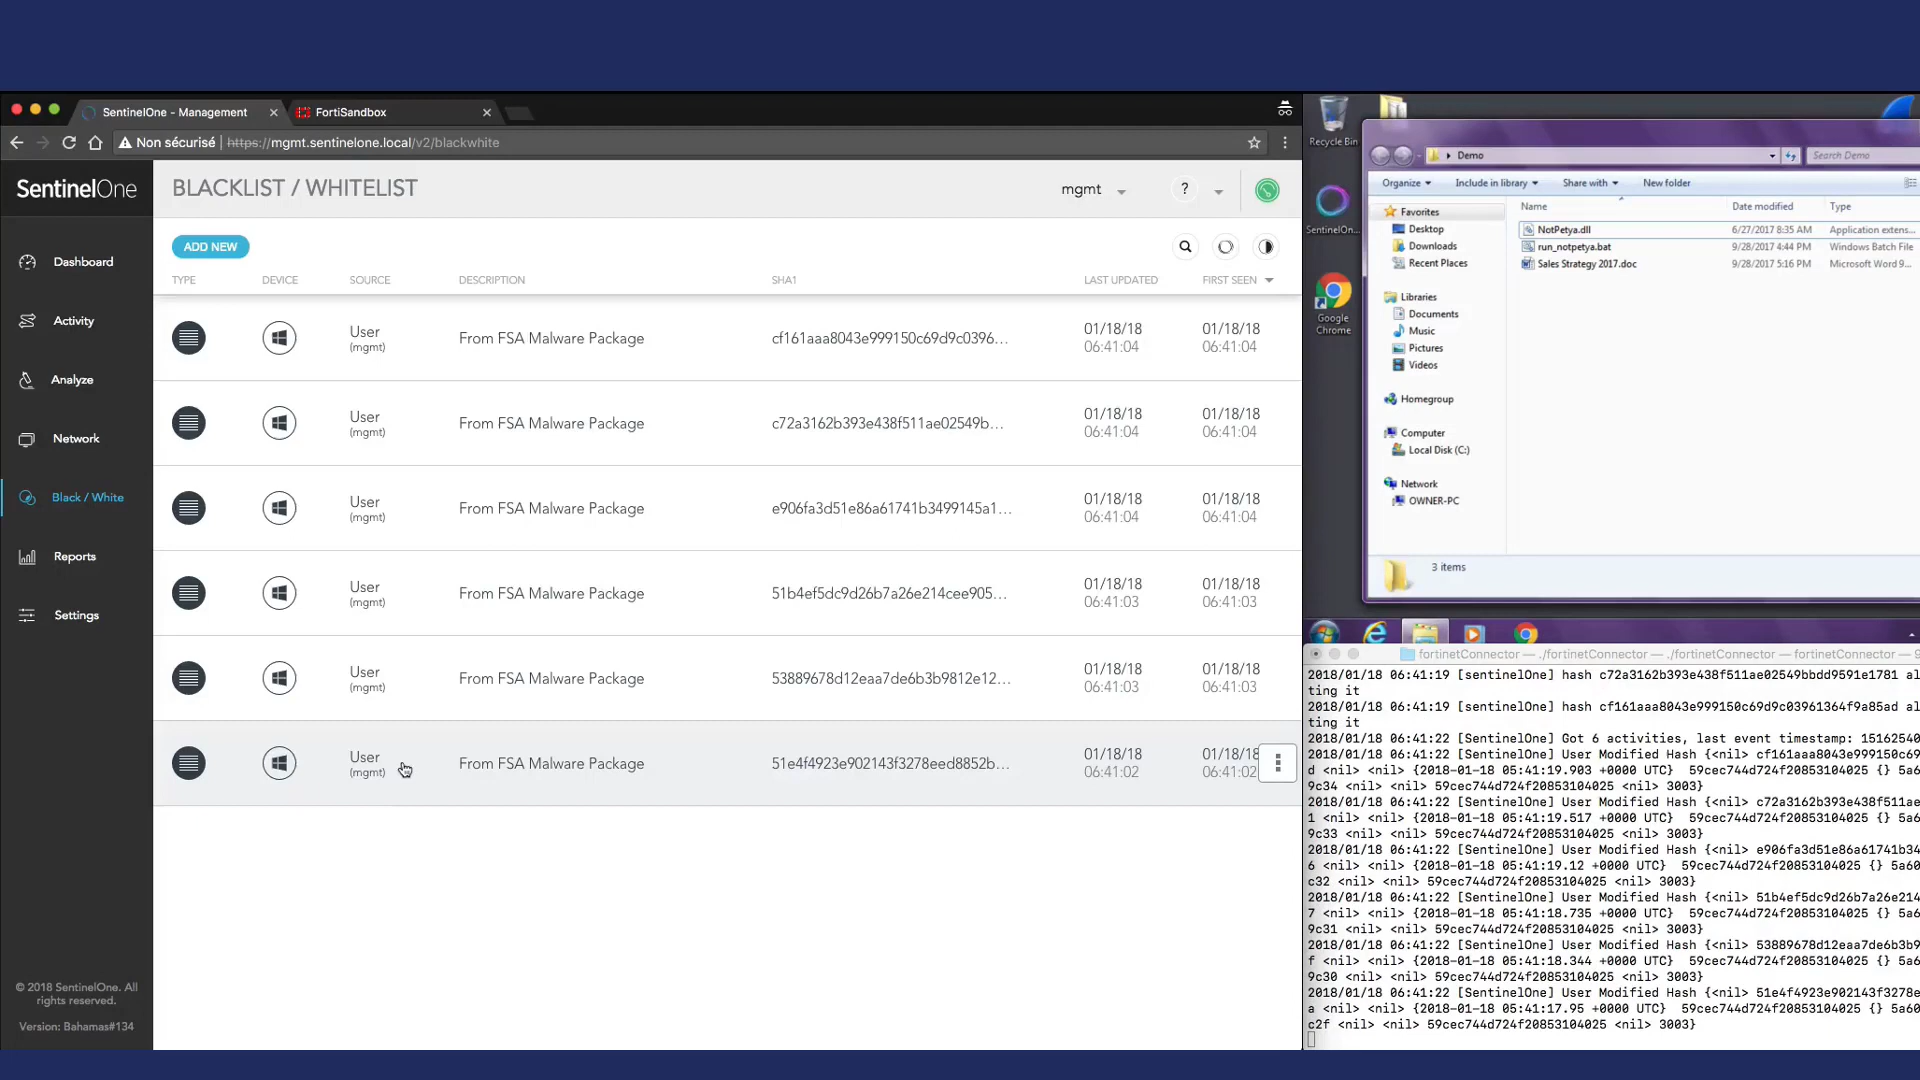 SentinelOne - Management
FortiSandbox
Non sécurisé | https://mgmt.sentinelone.local/v2/blackwhite
SentinelOne
BLACKLIST / WHITELIST
mgmt
?
Dashboard
Activity
Analyze
Network
Black / White
Reports
Settings
© 2018 SentinelOne. All
rights reserved.
Version: Bahamas#134
ADD NEW
TYPE DEVICE SOURCE DESCRIPTION SHA1 LAST UPDATED FIRST SEEN
User
(mgmt)
From FSA Malware Package
cf161aaa8043e999150c69d9c0396...
01/18/18
06:41:04
01/18/18
06:41:04
User
(mgmt)
From FSA Malware Package
c72a3162b393e438f511ae02549b...
01/18/18
06:41:04
01/18/18
06:41:04
User
(mgmt)
From FSA Malware Package
e906fa3d51e86a61741b3499145a1...
01/18/18
06:41:04
01/18/18
06:41:04
User
(mgmt)
From FSA Malware Package
51b4ef5dc9d26b7a26e214cee905...
01/18/18
06:41:03
01/18/18
06:41:03
User
(mgmt)
From FSA Malware Package
53889678d12eaa7de6b3b9812e12...
01/18/18
06:41:03
01/18/18
06:41:03
User
(mgmt)
From FSA Malware Package
51e4f4923e902143f3278eed8852b...
01/18/18
06:41:02
01/18/18
06:41:02
Recycle Bin
SentinelOn...
Google
Chrome
Demo
Search Demo
Organize Include in library Share with New folder
Favorites
Desktop
Downloads
Recent Places
Libraries
Documents
Music
Pictures
Videos
Homegroup
Computer
Local Disk (C:)
Network
OWNER-PC
Name Date modified Type
NotPetya.dll 6/27/2017 8:35 AM Application extens...
run_notpetya.bat 9/28/2017 4:44 PM Windows Batch File
Sales Strategy 2017.doc 9/28/2017 5:16 PM Microsoft Word 9...
3 items
fortinetConnector — ./fortinetConnector — ./fortinetConnector — fortinetConnector — 9
2018/01/18 06:41:19 [sentinelOne] hash c72a3162b393e438f511ae02549bbdd9591e1781 al
ting it
2018/01/18 06:41:19 [sentinelOne] hash cf161aaa8043e999150c69d9c03961364f9a85ad al
ting it
2018/01/18 06:41:22 [sentinelOne] Got 6 activities, last event timestamp: 15162540
2018/01/18 06:41:22 [SentinelOne] User Modified Hash {<nil> cf161aaa8043e999150c69
d <nil> <nil> {2018-01-18 05:41:19.903 +0000 UTC} 59cec744d724f20853104025 {} 5a6
9c34 <nil> <nil> 59cec744d724f20853104025 <nil> 3003}
2018/01/18 06:41:22 [SentinelOne] User Modified Hash {<nil> c72a3162b393e438f511ae
1 <nil> <nil> {2018-01-18 05:41:19.517 +0000 UTC} 59cec744d724f20853104025 {} 5a6
9c33 <nil> <nil> 59cec744d724f20853104025 <nil> 3003}
2018/01/18 06:41:22 [SentinelOne] User Modified Hash {<nil> e906fa3d51e86a61741b34
6 <nil> <nil> {2018-01-18 05:41:19.12 +0000 UTC} 59cec744d724f20853104025 {} 5a60
c32 <nil> <nil> 59cec744d724f20853104025 <nil> 3003}
2018/01/18 06:41:22 [SentinelOne] User Modified Hash {<nil> 51b4ef5dc9d26b7a26e214
7 <nil> <nil> {2018-01-18 05:41:18.735 +0000 UTC} 59cec744d724f20853104025 {} 5a6
9c31 <nil> <nil> 59cec744d724f20853104025 <nil> 3003}
2018/01/18 06:41:22 [SentinelOne] User Modified Hash {<nil> 53889678d12eaa7de6b3b9
f <nil> <nil> {2018-01-18 05:41:18.344 +0000 UTC} 59cec744d724f20853104025 {} 5a6
9c30 <nil> <nil> 59cec744d724f20853104025 <nil> 3003}
2018/01/18 06:41:22 [SentinelOne] User Modified Hash {<nil> 51e4f4923e902143f3278e
a <nil> <nil> {2018-01-18 05:41:17.95 +0000 UTC} 59cec744d724f20853104025 {} 5a60
c2f <nil> <nil> 59cec744d724f20853104025 <nil> 3003}